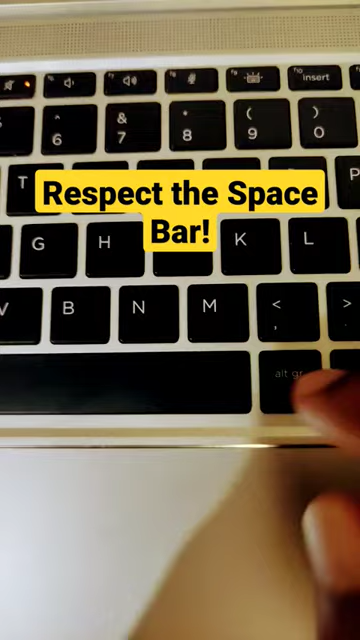 insert
^ & * ( )
6 7 8 9 0
T P
Respect the Space
Bar!
G H K L
V B N M < >
,
alt gr